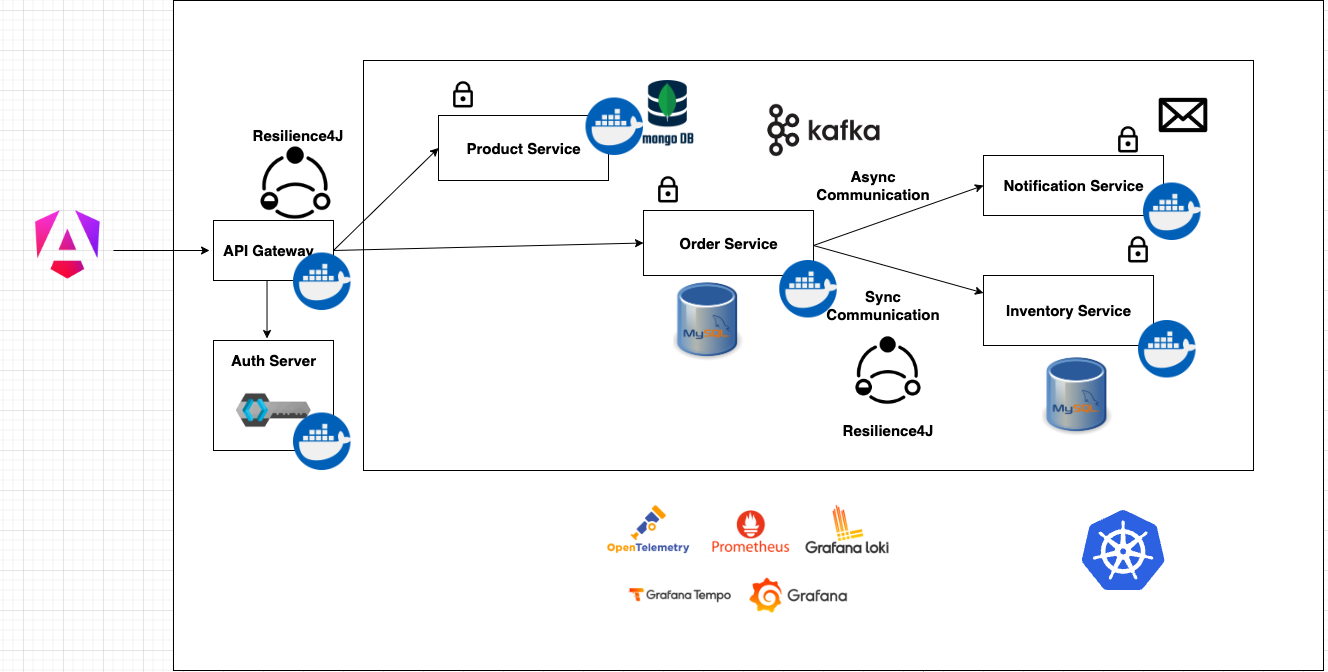 Resilience4J
API Gateway
Auth Server
Product Service
mongo DB
kafka
Order Service
MySQL
Async
Communication
Sync
Communication
Resilience4J
Notification Service
Inventory Service
MySQL
OpenTelemetry
Prometheus
Grafana loki
Grafana Tempo
Grafana